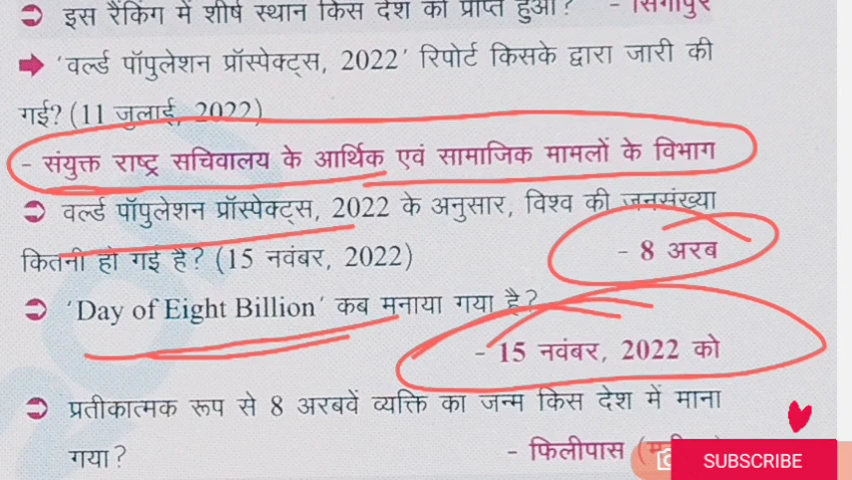 इस रैंकिंग में शीर्ष स्थान किस देश को प्राप्त हुआ? - सिंगापुर
'वर्ल्ड पॉपुलेशन प्रॉस्पेक्ट्स, 2022' रिपोर्ट किसके द्वारा जारी की
गई? (11 जुलाई, 2022)
- संयुक्त राष्ट्र सचिवालय के आर्थिक एवं सामाजिक मामलों के विभाग
वर्ल्ड पॉपुलेशन प्रॉस्पेक्ट्स, 2022 के अनुसार, विश्व की जनसंख्या
कितनी हो गई है? (15 नवंबर, 2022) - 8 अरब
'Day of Eight Billion' कब मनाया गया है?
- 15 नवंबर, 2022 को
प्रतीकात्मक रूप से 8 अरबवें व्यक्ति का जन्म किस देश में माना
गया? - फिलीपास
SUBSCRIBE